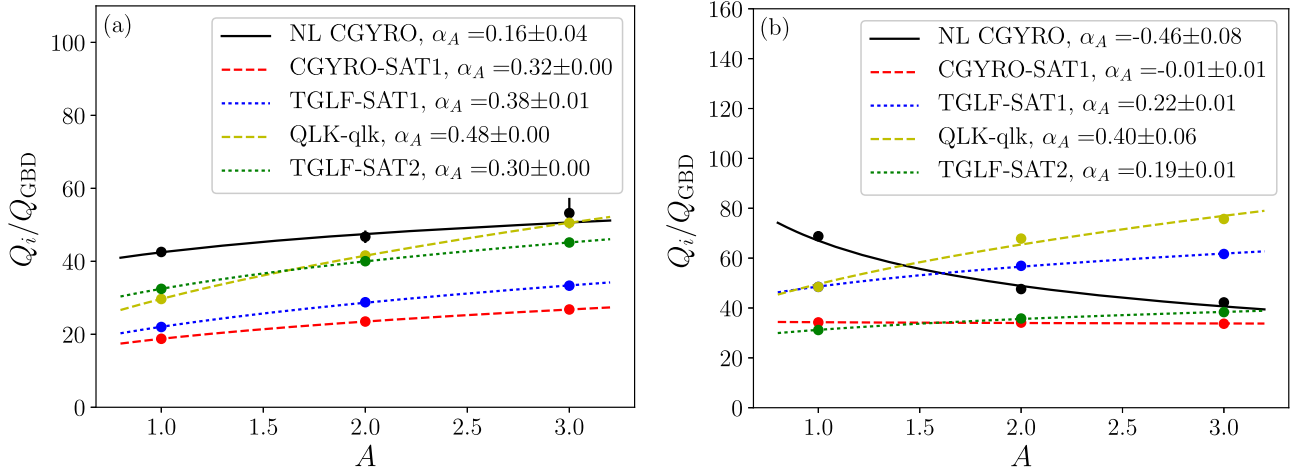 (a)
NL CGYRO, α_A =0.16±0.04
CGYRO-SAT1, α_A =0.32±0.00
TGLF-SAT1, α_A =0.38±0.01
QLK-qlk, α_A =0.48±0.00
TGLF-SAT2, α_A =0.30±0.00
100
80
60
40
20
0
Q_i/Q_GBD
1.0 1.5 2.0 2.5 3.0
A
(b)
NL CGYRO, α_A =-0.46±0.08
CGYRO-SAT1, α_A =-0.01±0.01
TGLF-SAT1, α_A =0.22±0.01
QLK-qlk, α_A =0.40±0.06
TGLF-SAT2, α_A =0.19±0.01
160
140
120
100
80
60
40
20
0
Q_i/Q_GBD
1.0 1.5 2.0 2.5 3.0
A